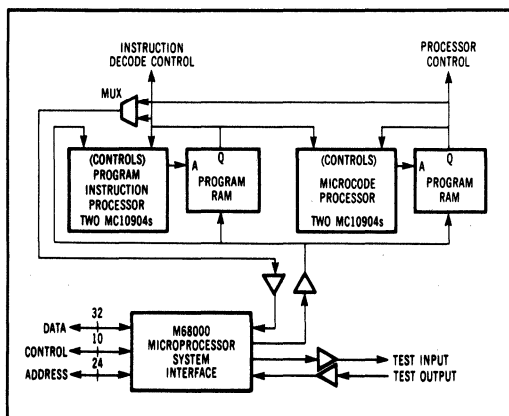 INSTRUCTION
DECODE CONTROL
PROCESSOR
CONTROL
MUX
(CONTROLS)
PROGRAM
INSTRUCTION
PROCESSOR
TWO MC10904s
A
Q
PROGRAM
RAM
(CONTROLS)
MICROCODE
PROCESSOR
TWO MC10904s
A
Q
PROGRAM
RAM
DATA
32
CONTROL
10
ADDRESS
24
M68000
MICROPROCESSOR
SYSTEM
INTERFACE
TEST INPUT
TEST OUTPUT